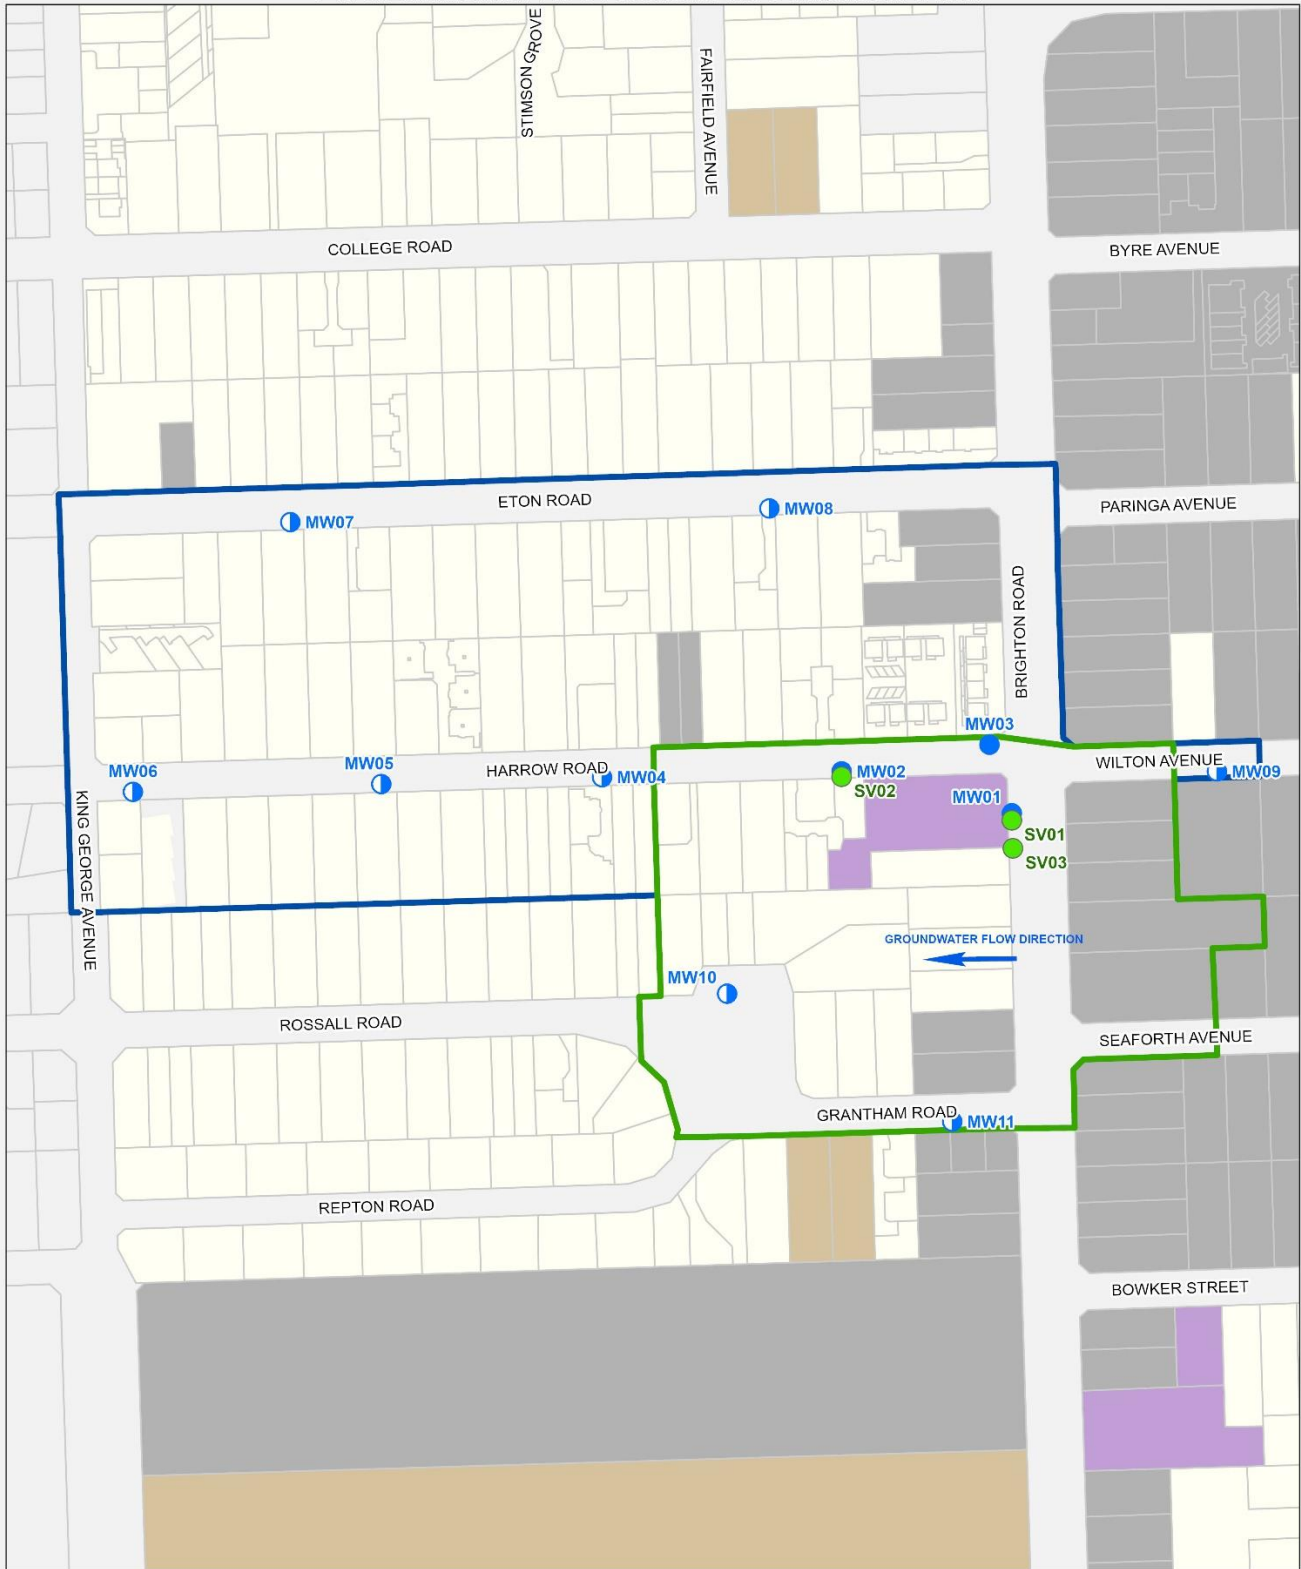 STIMSON GROVE
FAIRFIELD AVENUE
COLLEGE ROAD
BYRE AVENUE
ETON ROAD
PARINGA AVENUE
MW07
MW08
BRIGHTON ROAD
MW03
WILTON AVENUE
MW09
MW06
MW05
HARROW ROAD
MW04
MW02
SV02
MW01
SV01
SV03
KING GEORGE AVENUE
GROUNDWATER FLOW DIRECTION
MW10
ROSSALL ROAD
SEAFORTH AVENUE
GRANTHAM ROAD
MW11
REPTON ROAD
BOWKER STREET